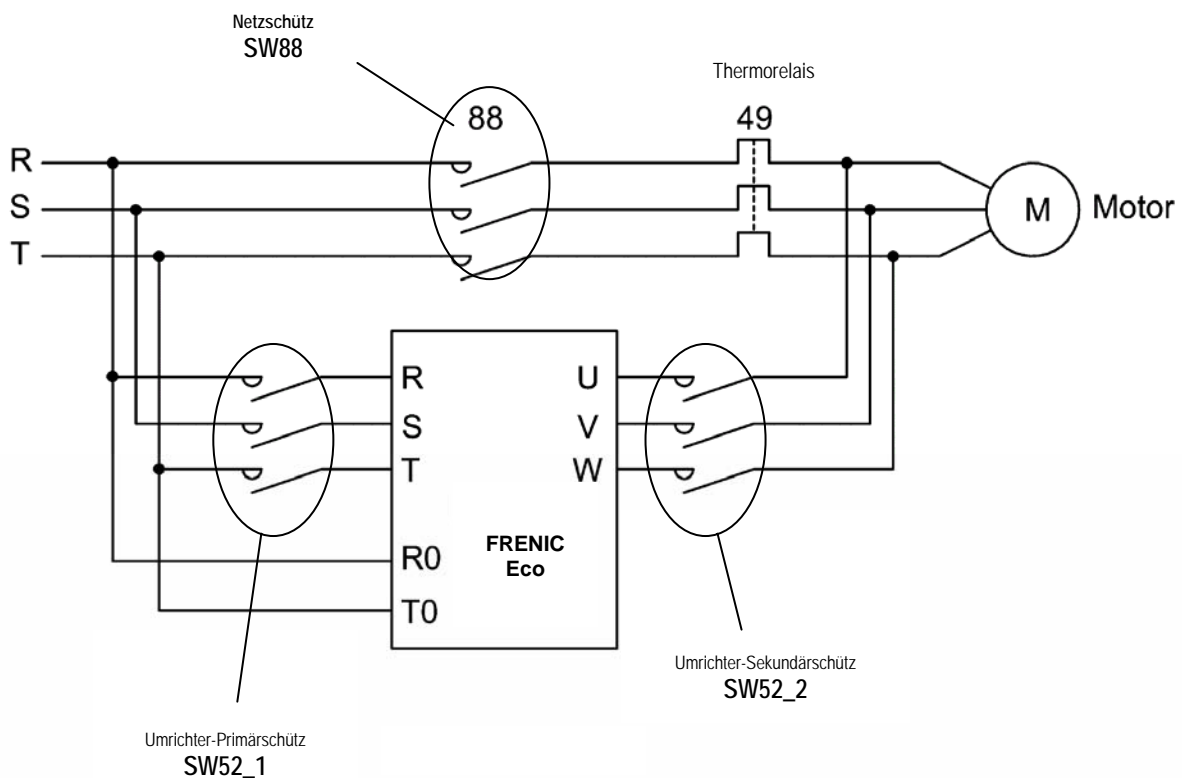 Netzschütz
SW88
Thermorelais
88
49
R
S
T
M
Motor
R
S
T
R0
T0
U
V
W
FRENIC
Eco
Umrichter-Sekundärschütz
SW52_2
Umrichter-Primärschütz
SW52_1